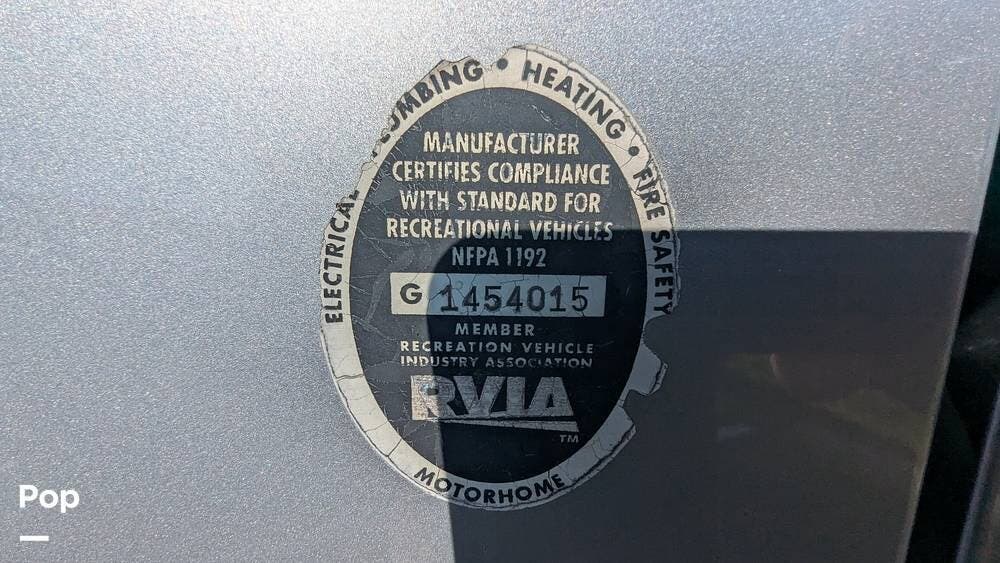 ELECTRICAL PLUMBING • HEATING • FIRE SAFETY
MANUFACTURER
CERTIFIES COMPLIANCE
WITH STANDARD FOR
RECREATIONAL VEHICLES
NFPA 1192
G 1454015
MEMBER
RECREATION VEHICLE
INDUSTRY ASSOCIATION
RVIA
TM
MOTORHOME
Pop